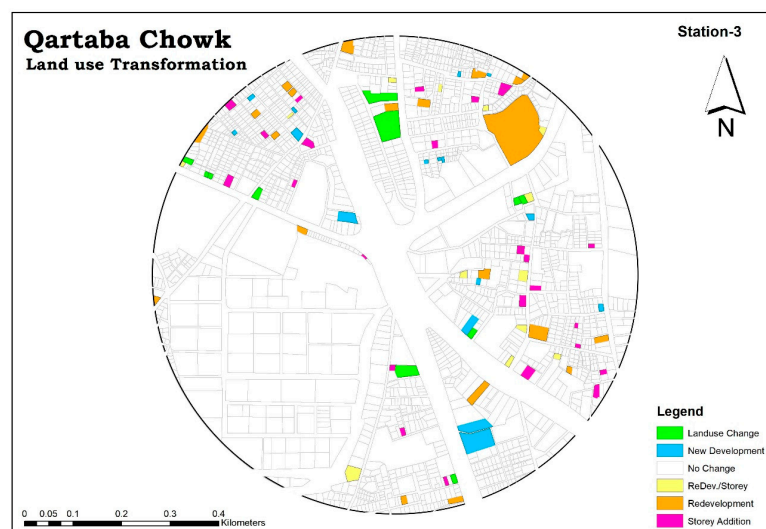 Qartaba Chowk
Land use Transformation
Station-3
N
Legend
Landuse Change
New Development
No Change
ReDev./Storey
Redevelopment
Storey Addition
0 0.05 0.1 0.2 0.3 0.4
Kilometers